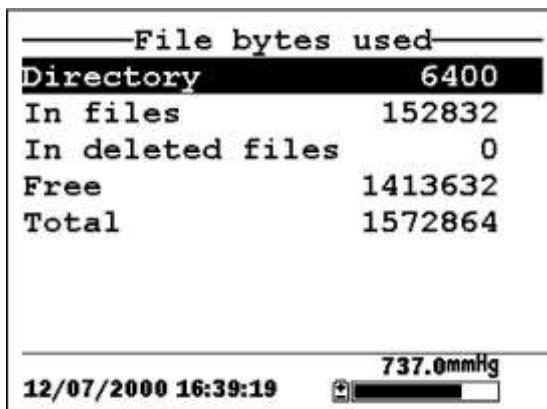 File bytes used
Directory 6400
In files 152832
In deleted files 0
Free 1413632
Total 1572864
737.0mmHg
12/07/2000 16:39:19